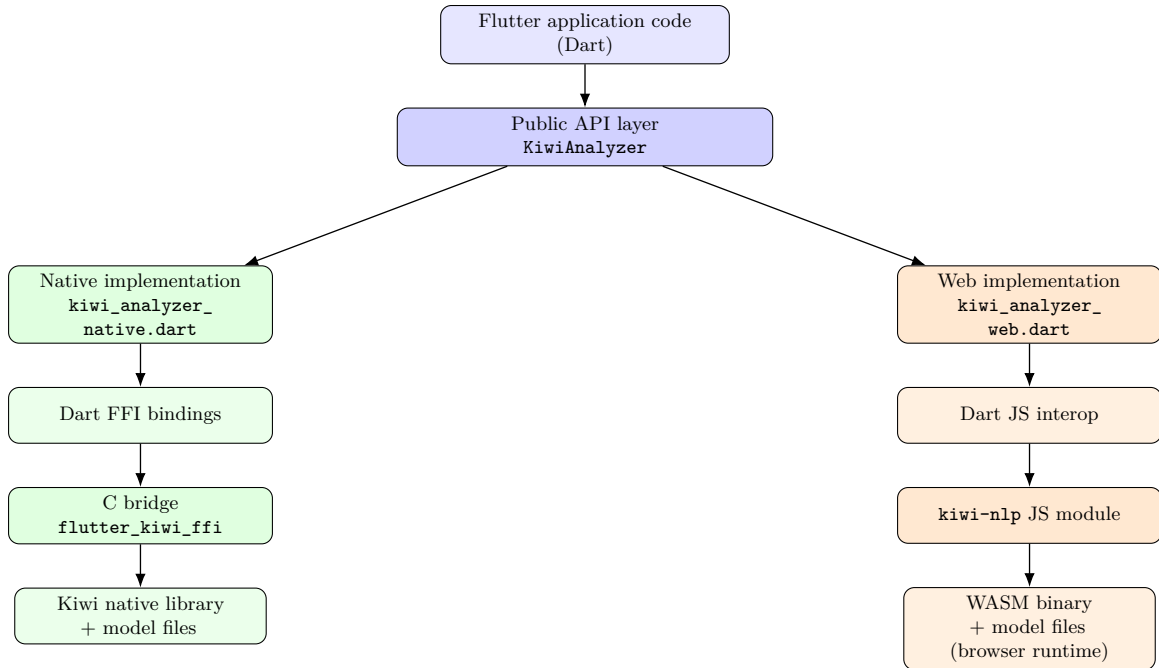 Flutter application code
(Dart)
Public API layer
KiwiAnalyzer
Native implementation
kiwi_analyzer_
native.dart
Dart FFI bindings
C bridge
flutter_kiwi_ffi
Kiwi native library
+ model files
Web implementation
kiwi_analyzer_
web.dart
Dart JS interop
kiwi-nlp JS module
WASM binary
+ model files
(browser runtime)